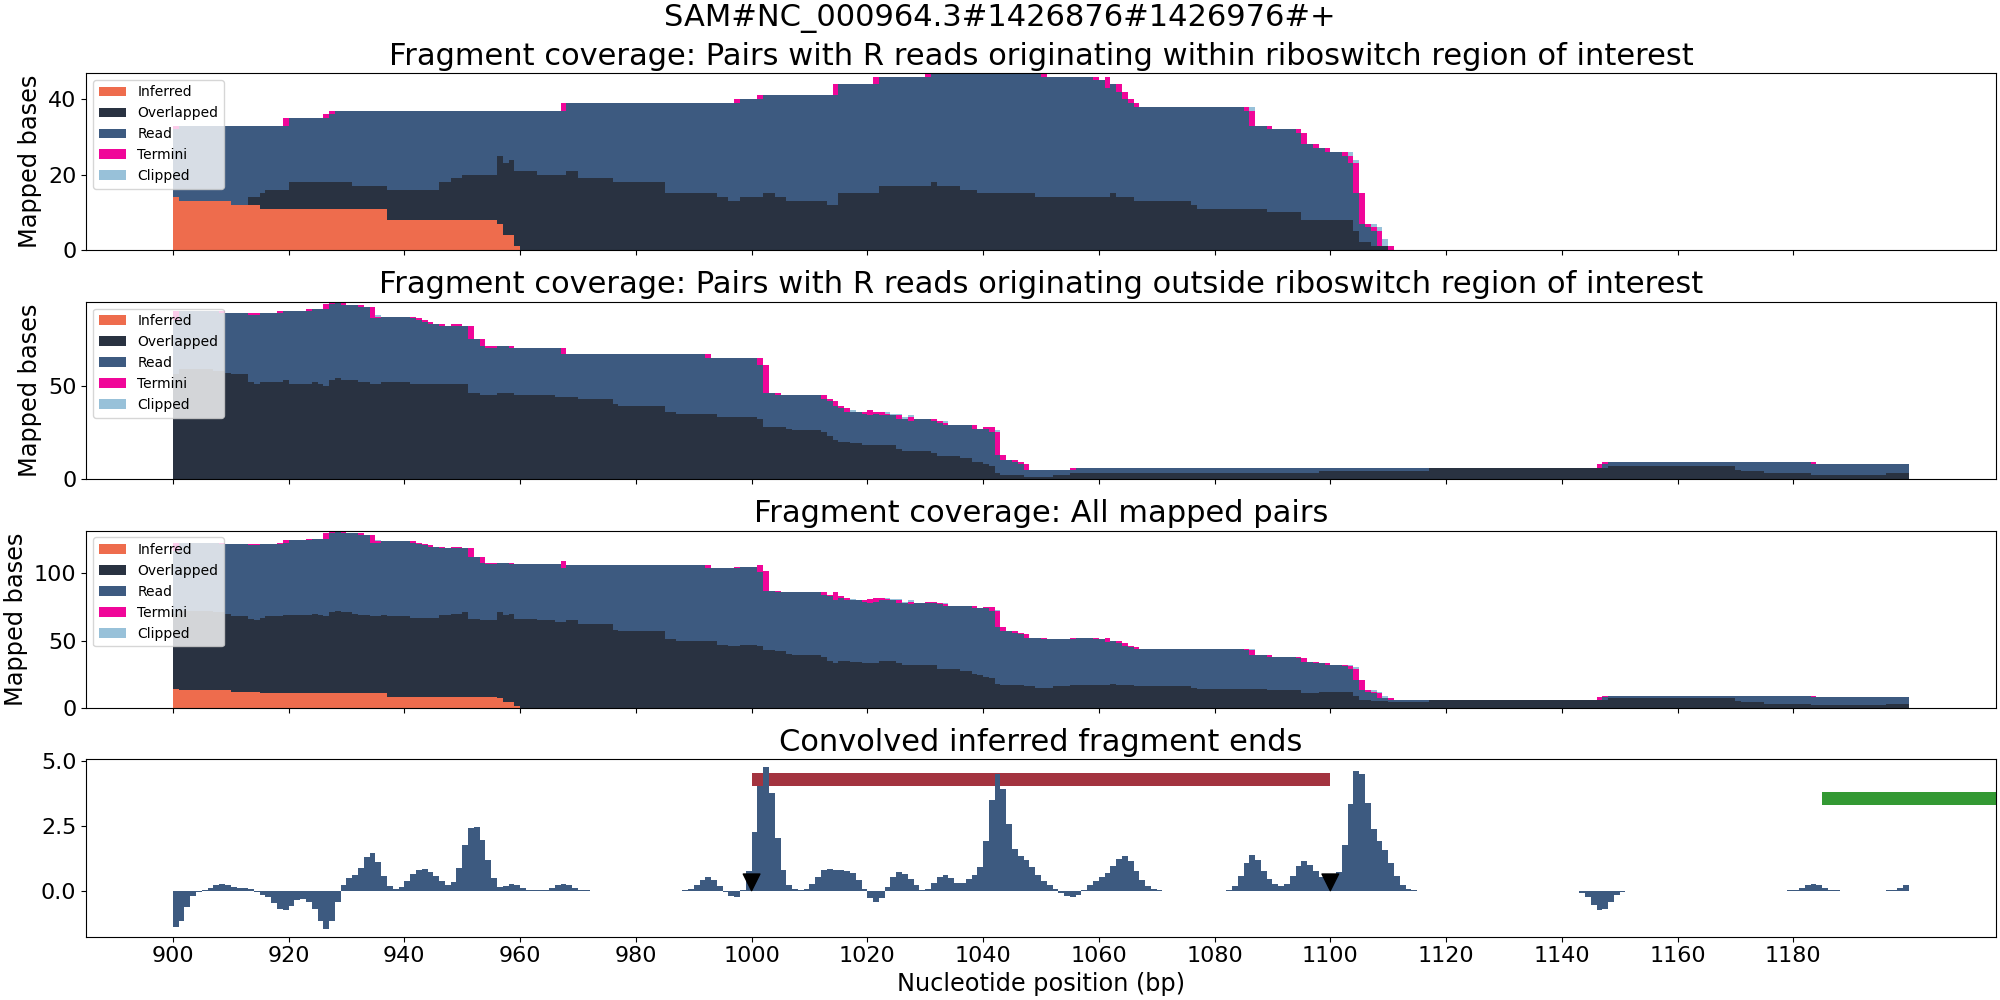 SAM#NC_000964.3#1426876#1426976#+
Fragment coverage: Pairs with R reads originating within riboswitch region of interest
Mapped bases
40
20
0
Inferred
Overlapped
Read
Termini
Clipped
Fragment coverage: Pairs with R reads originating outside riboswitch region of interest
Mapped bases
50
0
Inferred
Overlapped
Read
Termini
Clipped
Fragment coverage: All mapped pairs
Mapped bases
100
50
0
Inferred
Overlapped
Read
Termini
Clipped
Convolved inferred fragment ends
5.0
2.5
0.0
900 920 940 960 980 1000 1020 1040 1060 1080 1100 1120 1140 1160 1180
Nucleotide position (bp)